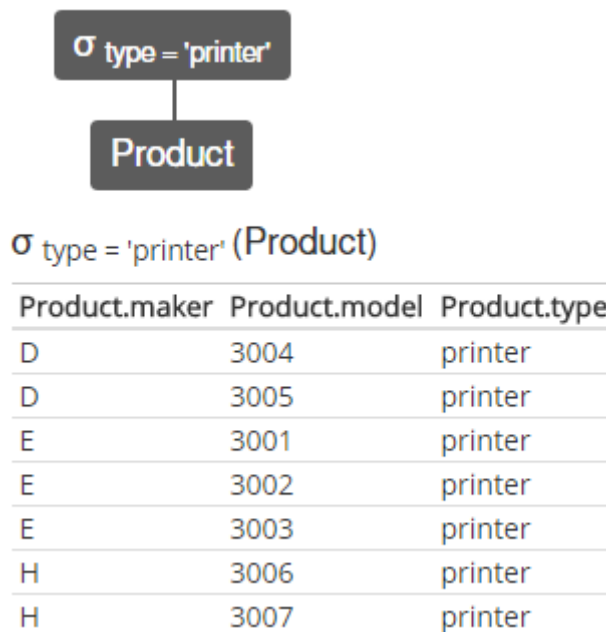 σ type = 'printer'
Product
σ type = 'printer' (Product)
Product.maker Product.model Product.type
D 3004 printer
D 3005 printer
E 3001 printer
E 3002 printer
E 3003 printer
H 3006 printer
H 3007 printer